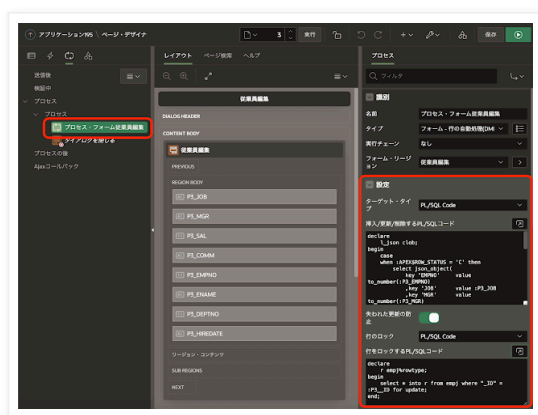 アプリケーション195 \ ページ・デザイナ
3
実行
保存
送信後
検証中
プロセス
プロセス
プロセス・フォーム従業員編集
ダイアログを閉じる
プロセスの後
Ajaxコールバック
レイアウト ページ検索 ヘルプ
従業員編集
DIALOG HEADER
CONTENT BODY
従業員編集
PREVIOUS
REGION BODY
P3_JOB
P3_MGR
P3_SAL
P3_COMM
P3_EMPNO
P3_ENAME
P3_DEPTNO
P3_HIREDATE
リージョン・コンテンツ
SUB REGIONS
NEXT
プロセス
フィルタ
識別
名前 プロセス・フォーム従業員編集
タイプ フォーム - 行の自動処理(DM
実行チェーン なし
フォーム・リージョン 従業員編集
設定
ターゲット・タイプ PL/SQL Code
挿入/更新/削除するPL/SQLコード
declare
l_json clob;
begin
case
when :APEX$ROW_STATUS = 'C' then
select json_object(
key 'EMPNO' value
to_number(:P3_EMPNO)
,key 'JOB' value :P3_JOB
,key 'MGR' value
to_number(:P3_MGR)
失われた更新の防止
行のロック PL/SQL Code
行をロックするPL/SQLコード
declare
r empj%rowtype;
begin
select * into r from empj where "_ID" =
:P3__ID for update;
end;